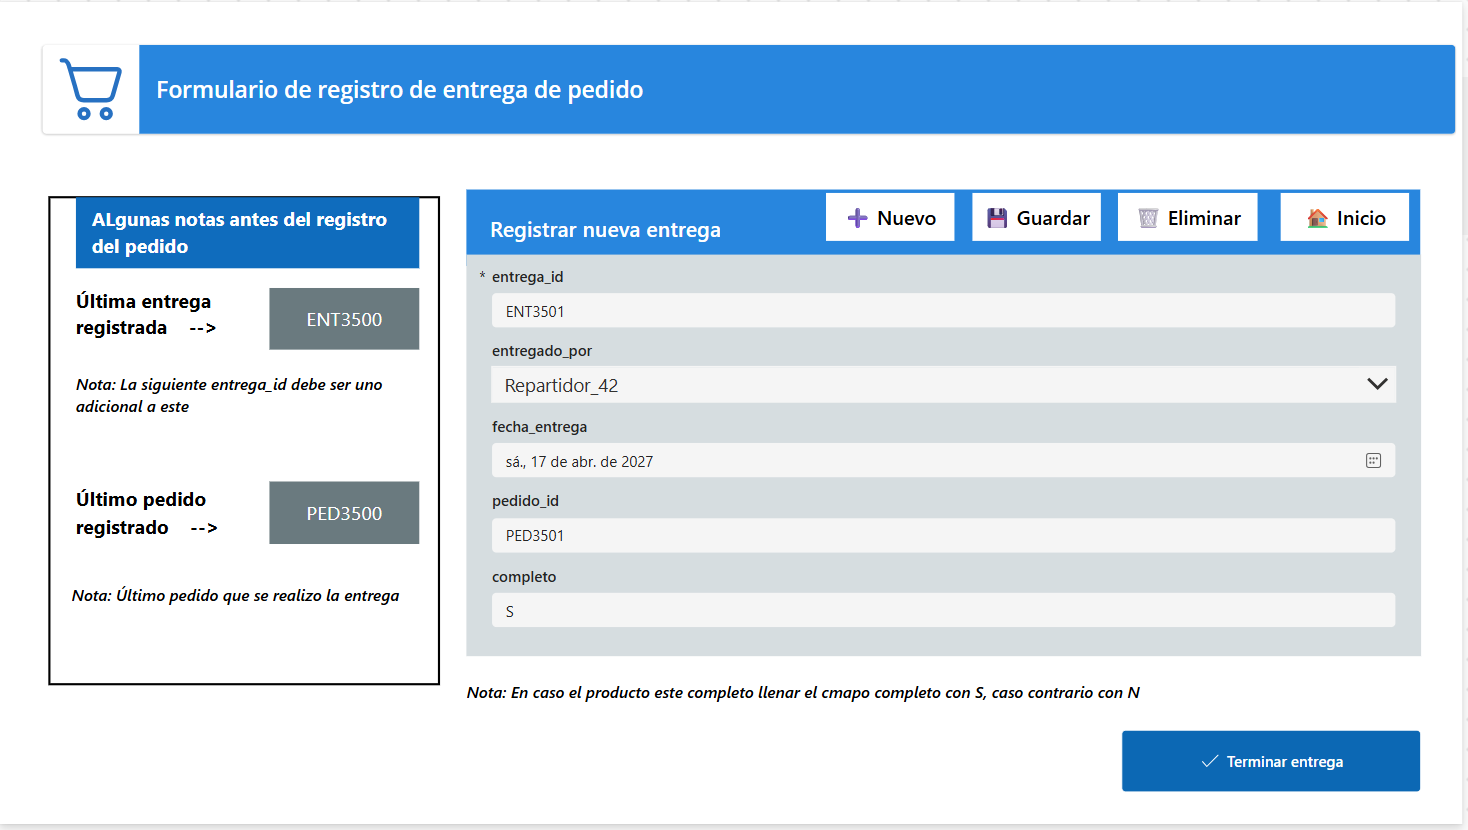 Formulario de registro de entrega de pedido
ALgunas notas antes del registro
del pedido
Última entrega
registrada -->
ENT3500
Nota: La siguiente entrega_id debe ser uno
adicional a este
Último pedido
registrado -->
PED3500
Nota: Último pedido que se realizo la entrega
Registrar nueva entrega
Nuevo
Guardar
Eliminar
Inicio
* entrega_id
ENT3501
entregado_por
Repartidor_42
fecha_entrega
sá., 17 de abr. de 2027
pedido_id
PED3501
completo
S
Nota: En caso el producto este completo llenar el cmapo completo con S, caso contrario con N
Terminar entrega